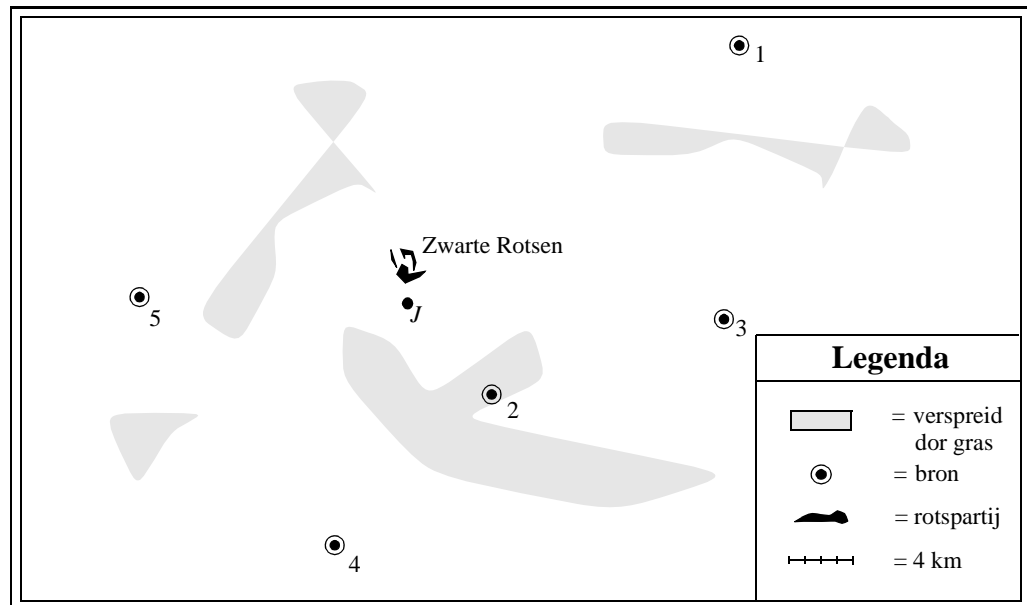 1
Zwarte Rotsen
5
J
3
2
4
Legenda
= verspreid
dor gras
= bron
= rotspartij
= 4 km